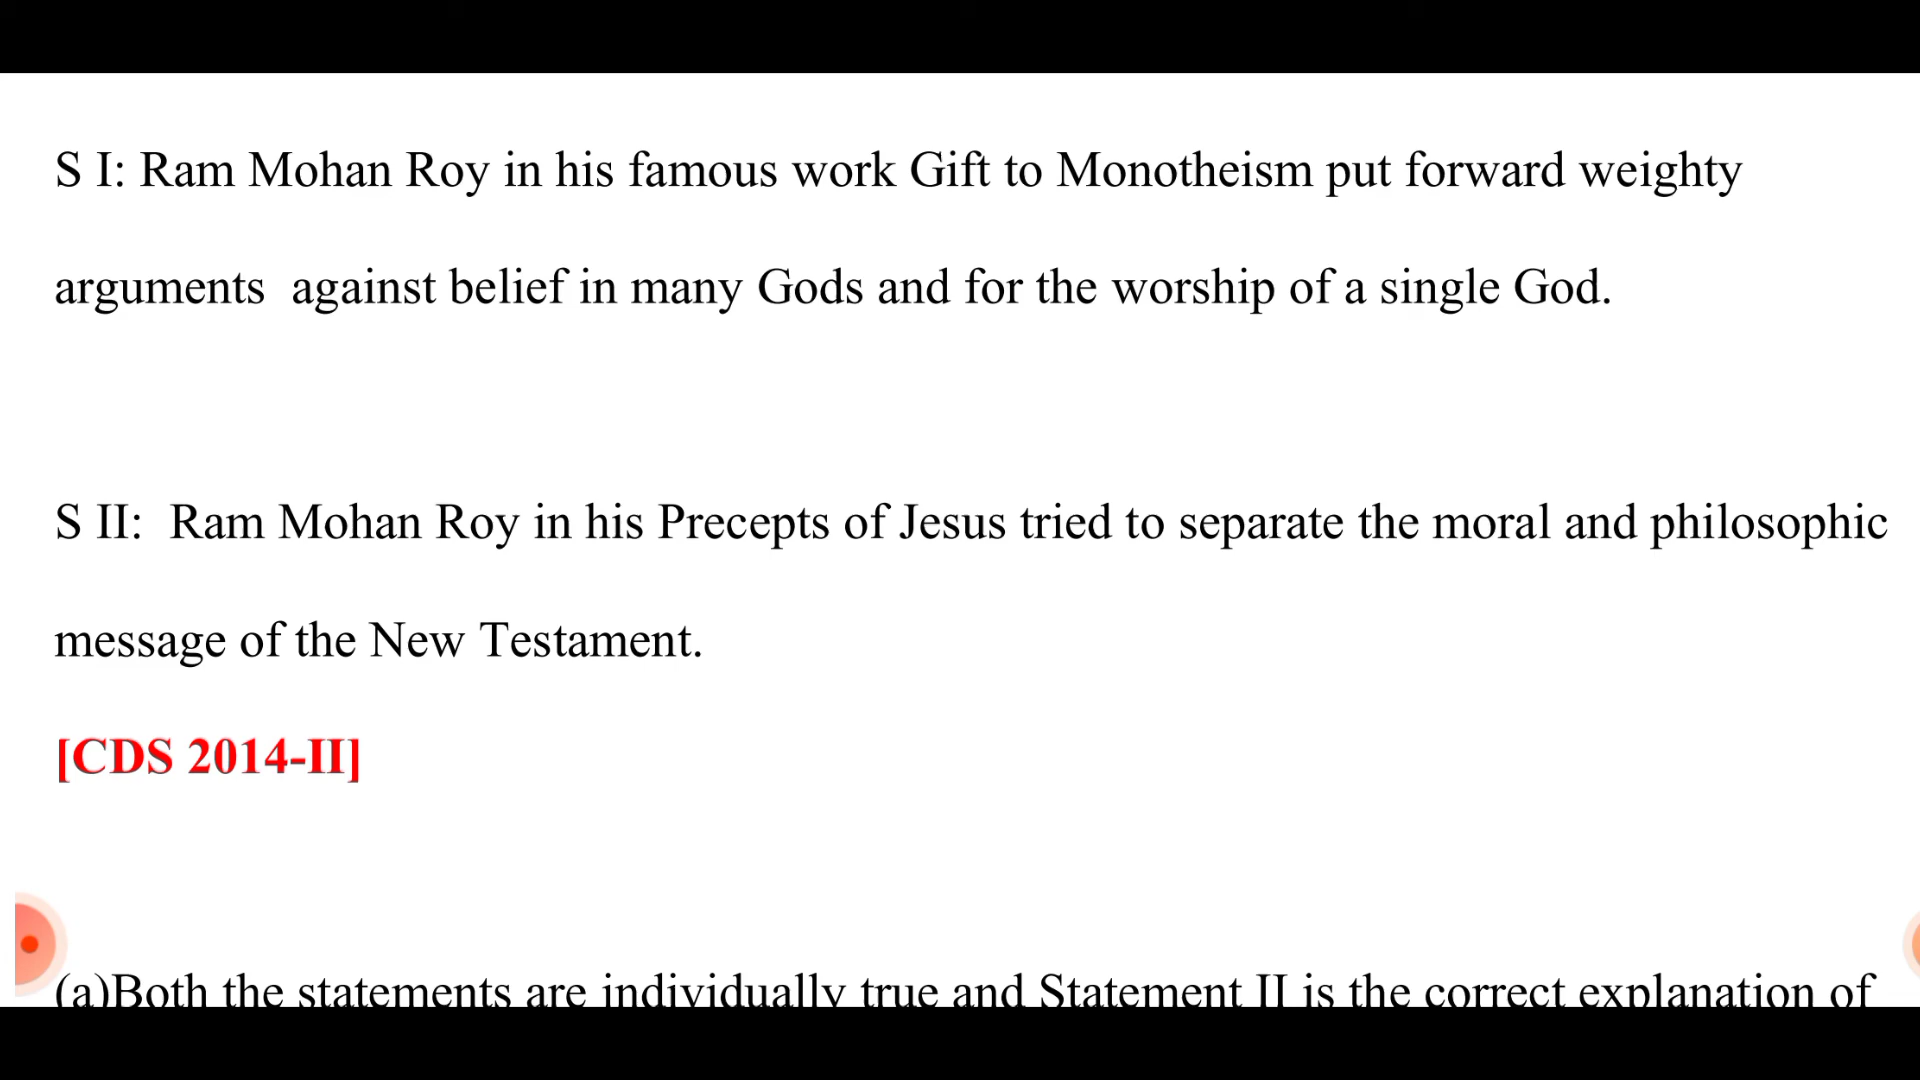 S I: Ram Mohan Roy in his famous work Gift to Monotheism put forward weighty
arguments  against belief in many Gods and for the worship of a single God.
S II:  Ram Mohan Roy in his Precepts of Jesus tried to separate the moral and philosophic
message of the New Testament.
[CDS 2014-II]
(a)Both the statements are individually true and Statement II is the correct explanation of